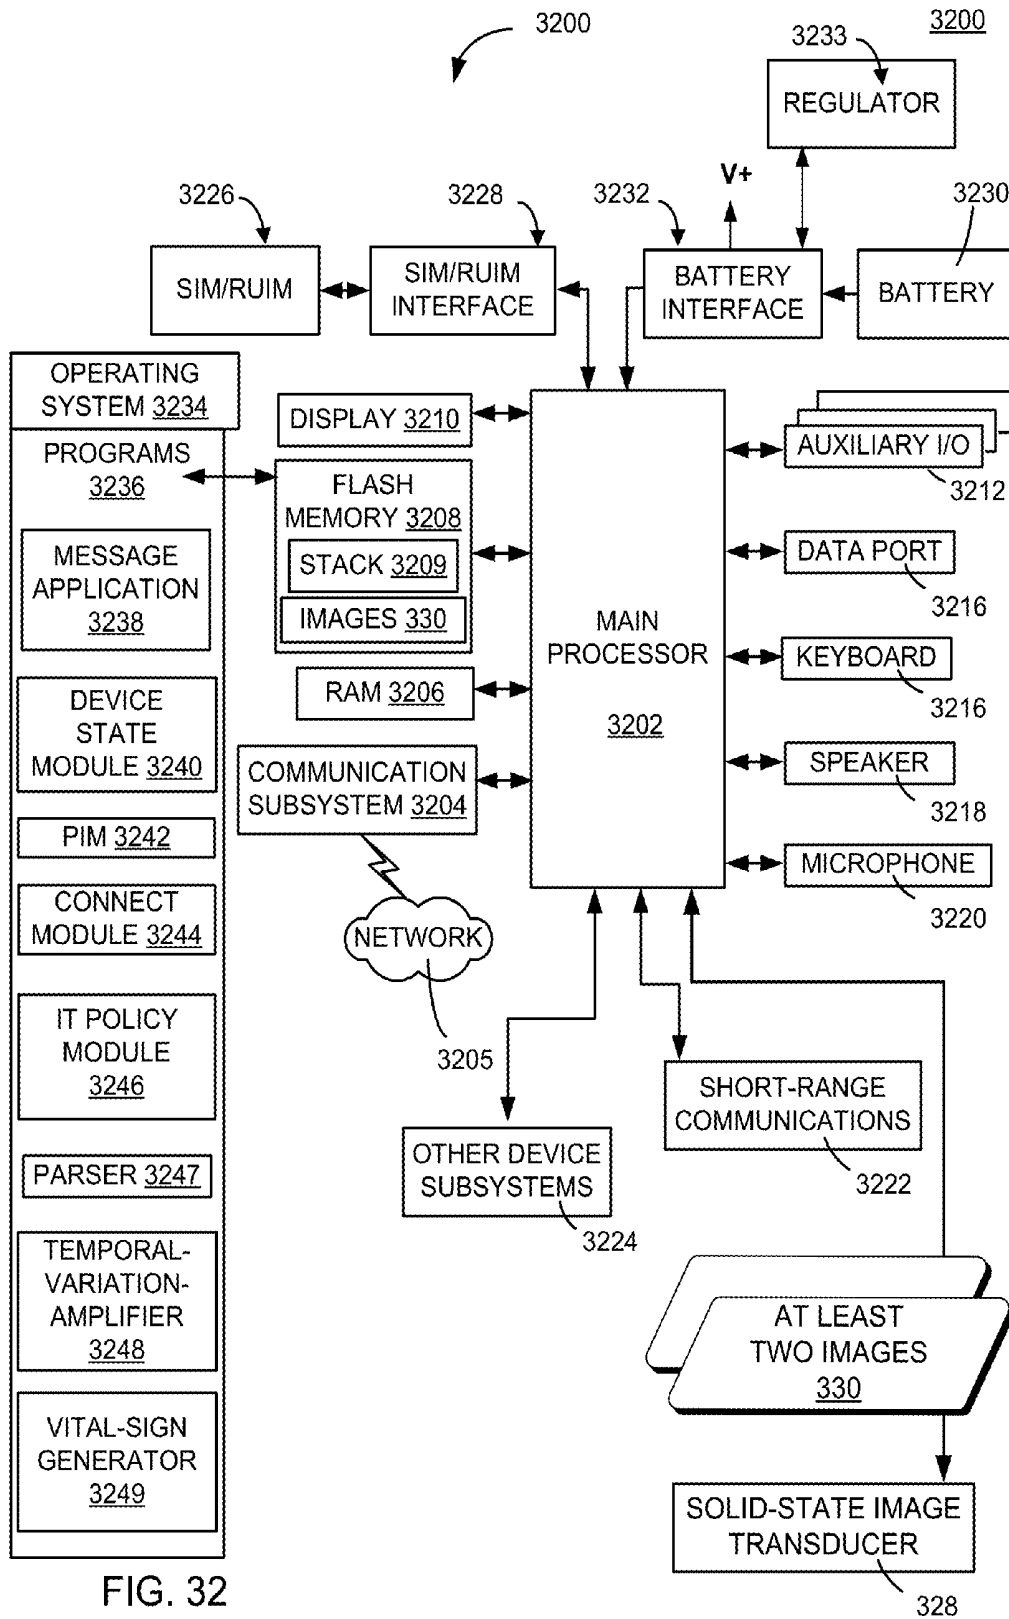 3200
3200
3233
REGULATOR
V+
3226
3228
3232
3230
SIM/RUIM
SIM/RUIM
INTERFACE
BATTERY
INTERFACE
BATTERY
OPERATING
SYSTEM 3234
PROGRAMS
3236
MESSAGE
APPLICATION
3238
DEVICE
STATE
MODULE 3240
PIM 3242
CONNECT
MODULE 3244
IT POLICY
MODULE
3246
PARSER 3247
TEMPORAL-
VARIATION-
AMPLIFIER
3248
VITAL-SIGN
GENERATOR
3249
DISPLAY 3210
FLASH
MEMORY 3208
STACK 3209
IMAGES 330
RAM 3206
COMMUNICATION
SUBSYSTEM 3204
NETWORK
3205
MAIN
PROCESSOR
3202
AUXILIARY I/O
3212
DATA PORT
3216
KEYBOARD
3216
SPEAKER
3218
MICROPHONE
3220
SHORT-RANGE
COMMUNICATIONS
3222
OTHER DEVICE
SUBSYSTEMS
3224
AT LEAST
TWO IMAGES
330
SOLID-STATE IMAGE
TRANSDUCER
328
FIG. 32